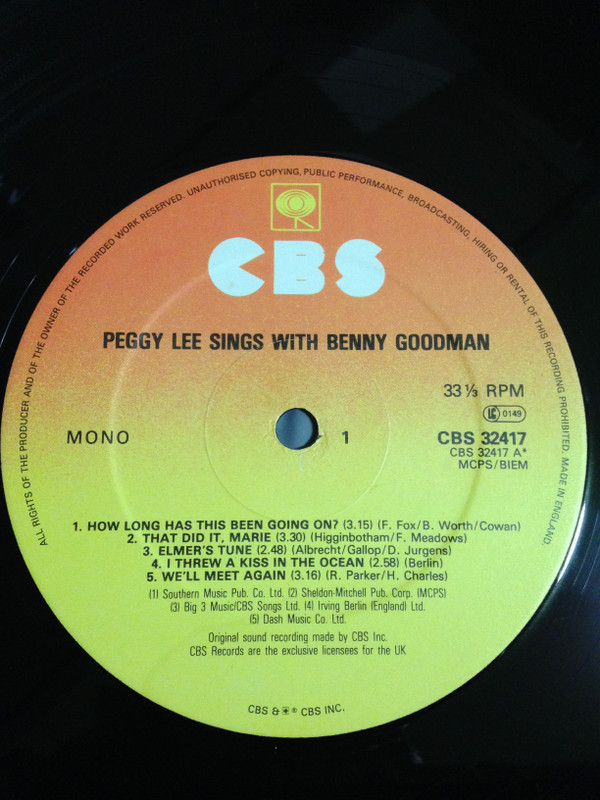 ALL RIGHTS OF THE PRODUCER AND OF THE OWNER OF THE RECORDED WORK RESERVED. UNAUTHORISED COPYING, PUBLIC PERFORMANCE, BROADCASTING, HIRING OR RENTAL OF THIS RECORDING PROHIBITED. MADE IN ENGLAND.
CBS
PEGGY LEE SINGS WITH BENNY GOODMAN
33⅓ RPM
LC 0149
MONO
1
CBS 32417
CBS 32417 A*
MCPS/BIEM
1. HOW LONG HAS THIS BEEN GOING ON? (3.15) (F. Fox/B. Worth/Cowan)
2. THAT DID IT, MARIE (3.30) (Higginbotham/F. Meadows)
3. ELMER'S TUNE (2.48) (Albrecht/Gallop/D. Jurgens)
4. I THREW A KISS IN THE OCEAN (2.58) (Berlin)
5. WE'LL MEET AGAIN (3.16) (R. Parker/H. Charles)
(1) Southern Music Pub. Co. Ltd. (2) Sheldon-Mitchell Pub. Corp. (MCPS)
(3) Big 3 Music/CBS Songs Ltd. (4) Irving Berlin (England) Ltd.
(5) Dash Music Co. Ltd.
Original sound recording made by CBS Inc.
CBS Records are the exclusive licensees for the UK
CBS & ® CBS INC.